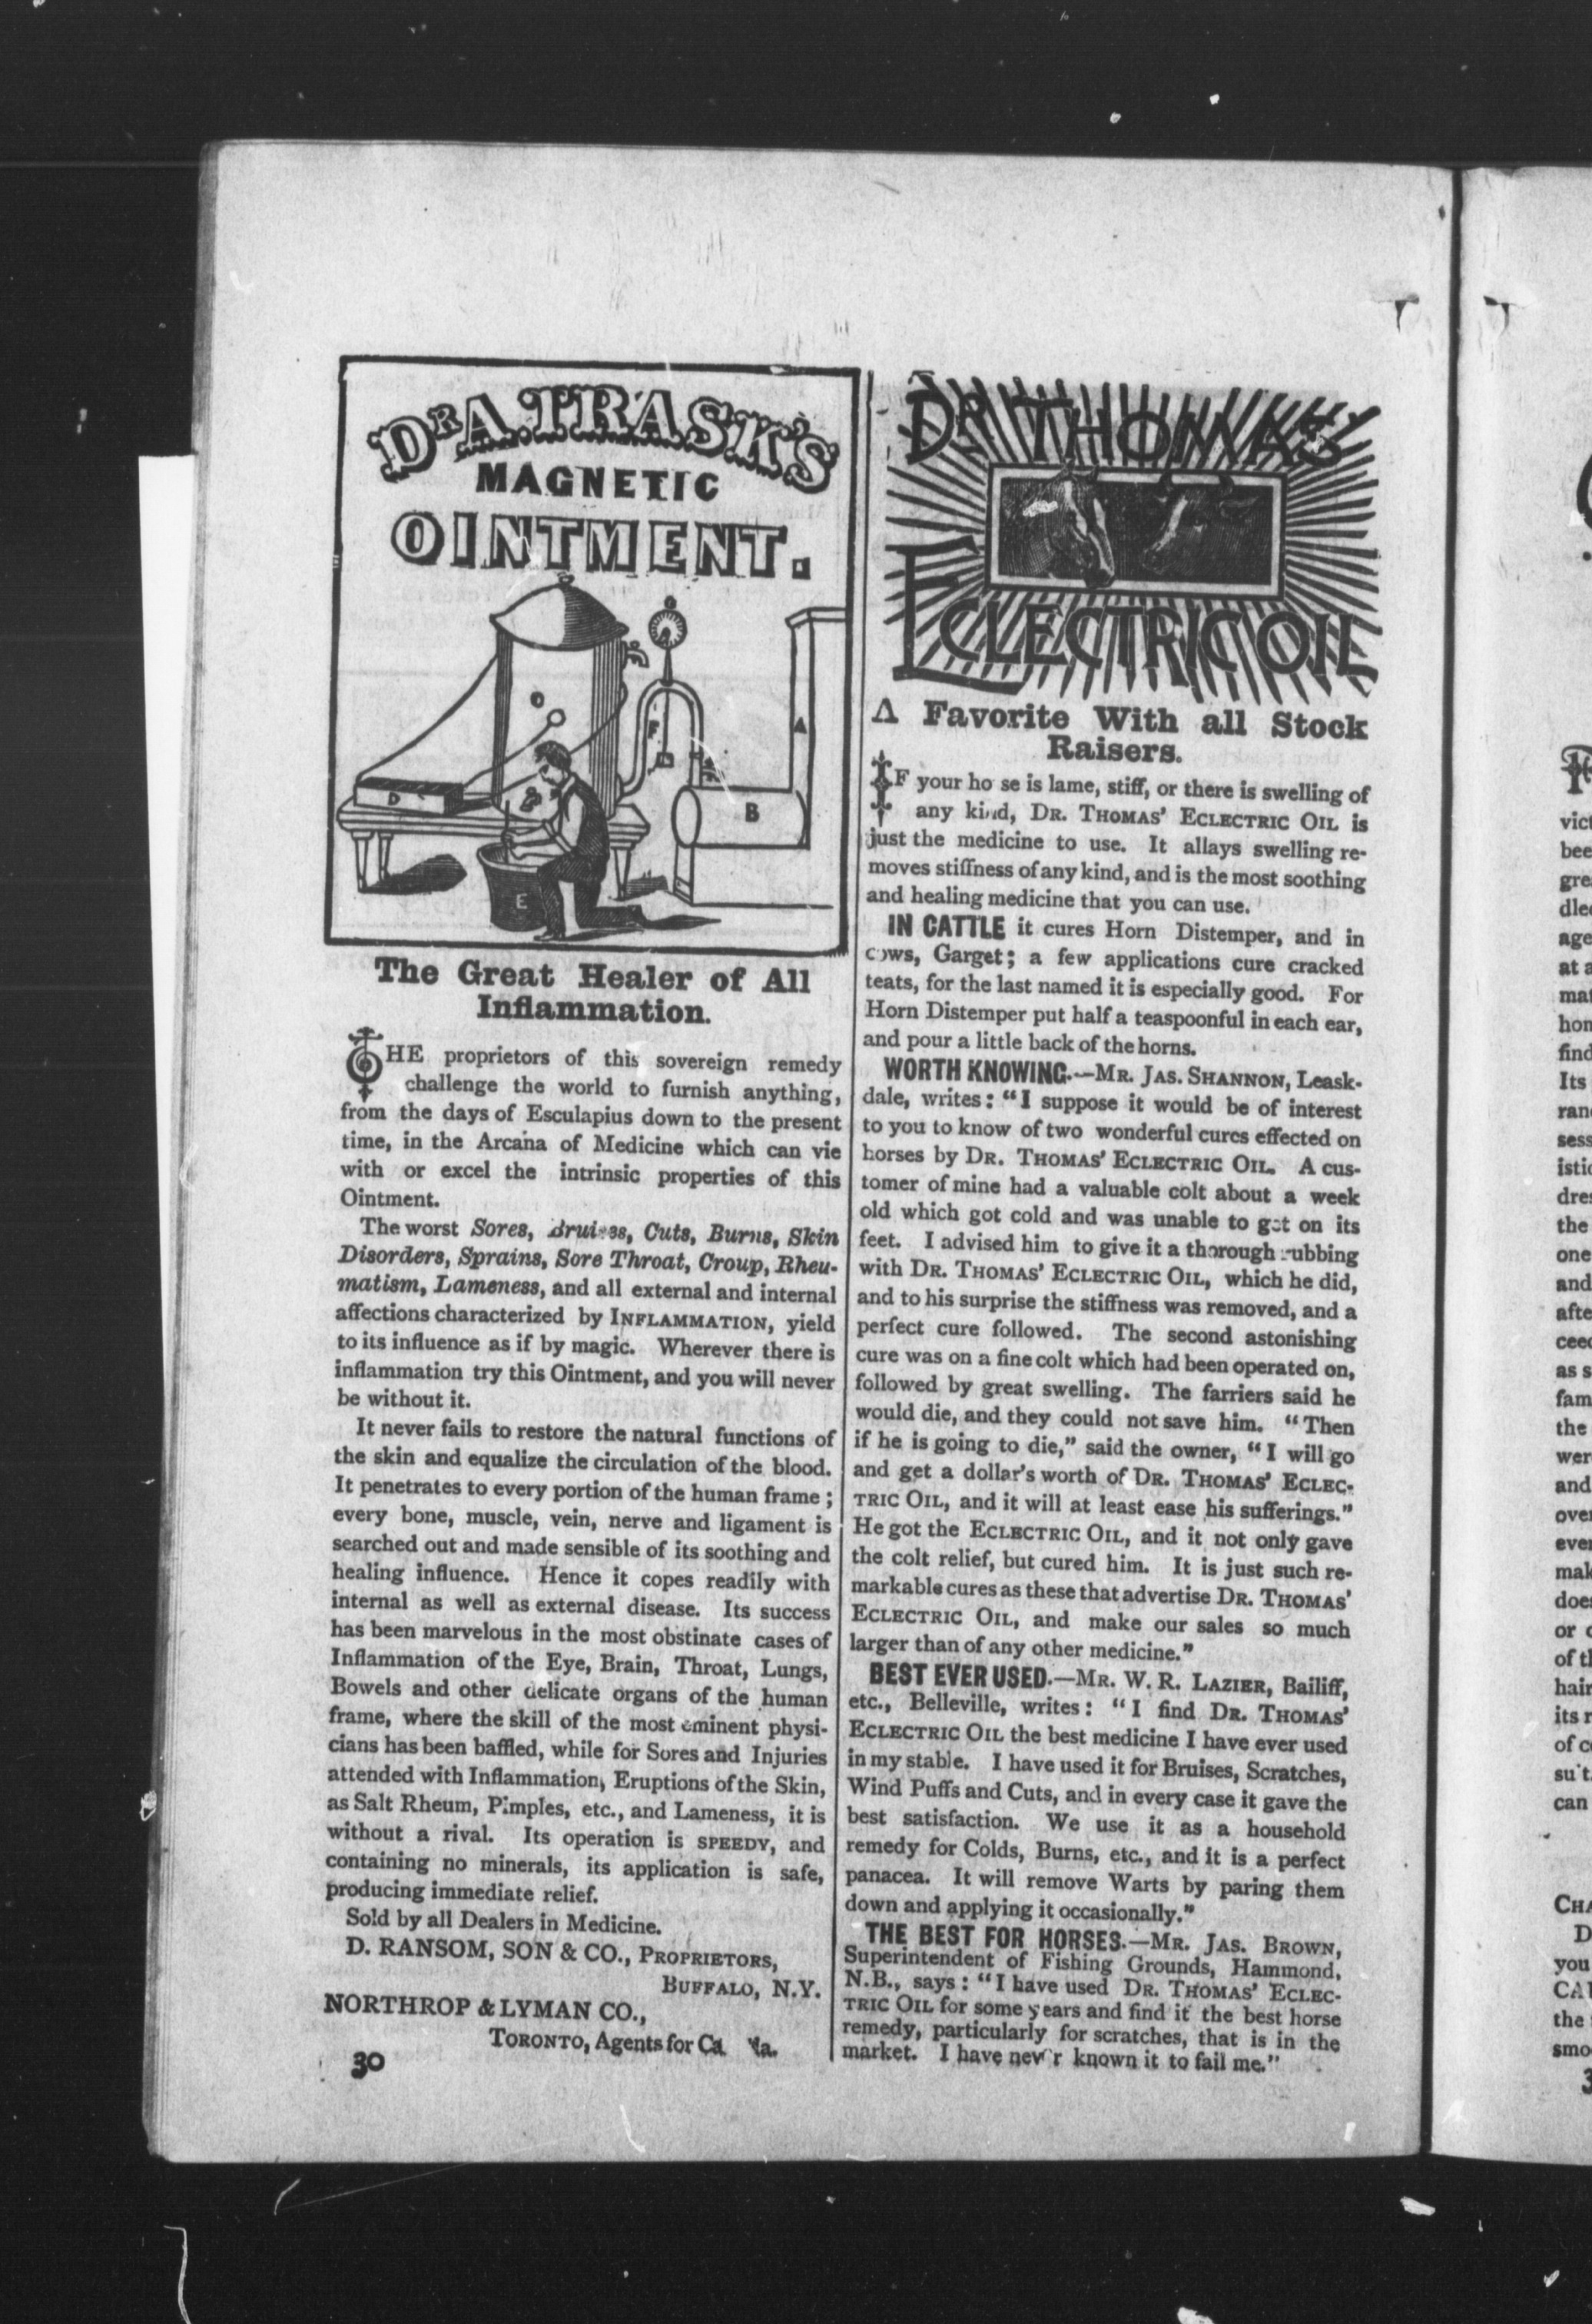 DR A. TRASK'S
MAGNETIC
OINTMENT.
O
F
A
D
B
E
The Great Healer of All
Inflammation.
THE proprietors of this sovereign remedy
challenge the world to furnish anything,
from the days of Esculapius down to the present
time, in the Arcana of Medicine which can vie
with or excel the intrinsic properties of this
Ointment.
The worst Sores, Bruises, Cuts, Burns, Skin
Disorders, Sprains, Sore Throat, Croup, Rheu-
matism, Lameness, and all external and internal
affections characterized by INFLAMMATION, yield
to its influence as if by magic. Wherever there is
inflammation try this Ointment, and you will never
be without it.
It never fails to restore the natural functions of
the skin and equalize the circulation of the blood.
It penetrates to every portion of the human frame;
every bone, muscle, vein, nerve and ligament is
searched out and made sensible of its soothing and
healing influence. Hence it copes readily with
internal as well as external disease. Its success
has been marvelous in the most obstinate cases of
Inflammation of the Eye, Brain, Throat, Lungs,
Bowels and other delicate organs of the human
frame, where the skill of the most eminent physi-
cians has been baffled, while for Sores and Injuries
attended with Inflammation, Eruptions of the Skin,
as Salt Rheum, Pimples, etc., and Lameness, it is
without a rival. Its operation is SPEEDY, and
containing no minerals, its application is safe,
producing immediate relief.
Sold by all Dealers in Medicine.
D. RANSOM, SON & CO., PROPRIETORS,
BUFFALO, N.Y.
NORTHROP & LYMAN CO.,
TORONTO, Agents for Ca da.
30
DR THOMAS'
ECLECTRIC OIL
A Favorite With all Stock
Raisers.
IF your ho se is lame, stiff, or there is swelling of
any kind, DR. THOMAS' ECLECTRIC OIL is
just the medicine to use. It allays swelling re-
moves stiffness of any kind, and is the most soothing
and healing medicine that you can use.
IN CATTLE it cures Horn Distemper, and in
cows, Garget; a few applications cure cracked
teats, for the last named it is especially good. For
Horn Distemper put half a teaspoonful in each ear,
and pour a little back of the horns.
WORTH KNOWING.—MR. JAS. SHANNON, Leask-
dale, writes: "I suppose it would be of interest
to you to know of two wonderful cures effected on
horses by DR. THOMAS' ECLECTRIC OIL. A cus-
tomer of mine had a valuable colt about a week
old which got cold and was unable to get on its
feet. I advised him to give it a thorough rubbing
with DR. THOMAS' ECLECTRIC OIL, which he did,
and to his surprise the stiffness was removed, and a
perfect cure followed. The second astonishing
cure was on a fine colt which had been operated on,
followed by great swelling. The farriers said he
would die, and they could not save him. "Then
if he is going to die," said the owner, "I will go
and get a dollar's worth of DR. THOMAS' ECLEC-
TRIC OIL, and it will at least ease his sufferings."
He got the ECLECTRIC OIL, and it not only gave
the colt relief, but cured him. It is just such re-
markable cures as these that advertise DR. THOMAS'
ECLECTRIC OIL, and make our sales so much
larger than of any other medicine."
BEST EVER USED.—MR. W. R. LAZIER, Bailiff,
etc., Belleville, writes: "I find DR. THOMAS'
ECLECTRIC OIL the best medicine I have ever used
in my stable. I have used it for Bruises, Scratches,
Wind Puffs and Cuts, and in every case it gave the
best satisfaction. We use it as a household
remedy for Colds, Burns, etc., and it is a perfect
panacea. It will remove Warts by paring them
down and applying it occasionally."
THE BEST FOR HORSES.—MR. JAS. BROWN,
Superintendent of Fishing Grounds, Hammond,
N.B., says: "I have used DR. THOMAS' ECLEC-
TRIC OIL for some years and find it the best horse
remedy, particularly for scratches, that is in the
market. I have never known it to fail me."